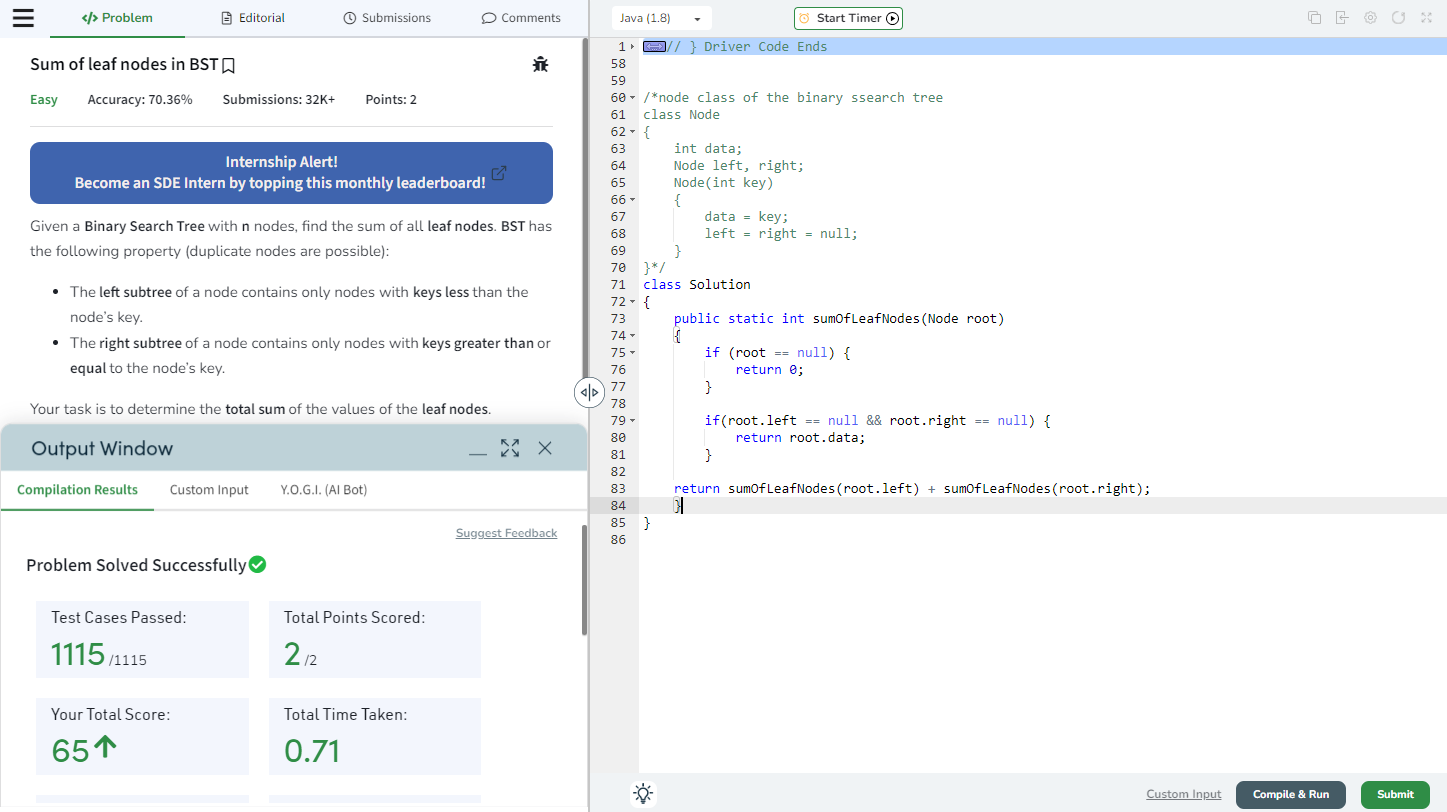 Problem
Editorial
Submissions
Comments
Sum of leaf nodes in BST
Easy Accuracy: 70.36% Submissions: 32K+ Points: 2
Internship Alert!
Become an SDE Intern by topping this monthly leaderboard!
Given a Binary Search Tree with n nodes, find the sum of all leaf nodes. BST has
the following property (duplicate nodes are possible):
• The left subtree of a node contains only nodes with keys less than the
node's key.
• The right subtree of a node contains only nodes with keys greater than or
equal to the node's key.
Your task is to determine the total sum of the values of the leaf nodes.
Output Window
Compilation Results Custom Input Y.O.G.I. (AI Bot)
Suggest Feedback
Problem Solved Successfully
Test Cases Passed:
1115 /1115
Total Points Scored:
2 /2
Your Total Score:
65
Total Time Taken:
0.71
Java (1.8)
Start Timer
1 // } Driver Code Ends
58
59
60 /*node class of the binary ssearch tree
61 class Node
62 {
63 int data;
64 Node left, right;
65 Node(int key)
66 {
67 data = key;
68 left = right = null;
69 }
70 }*/
71 class Solution
72 {
73 public static int sumOfLeafNodes(Node root)
74 {
75 if (root == null) {
76 return 0;
77 }
78
79 if(root.left == null && root.right == null) {
80 return root.data;
81 }
82
83 return sumOfLeafNodes(root.left) + sumOfLeafNodes(root.right);
84 }
85 }
86
Custom Input
Compile & Run
Submit